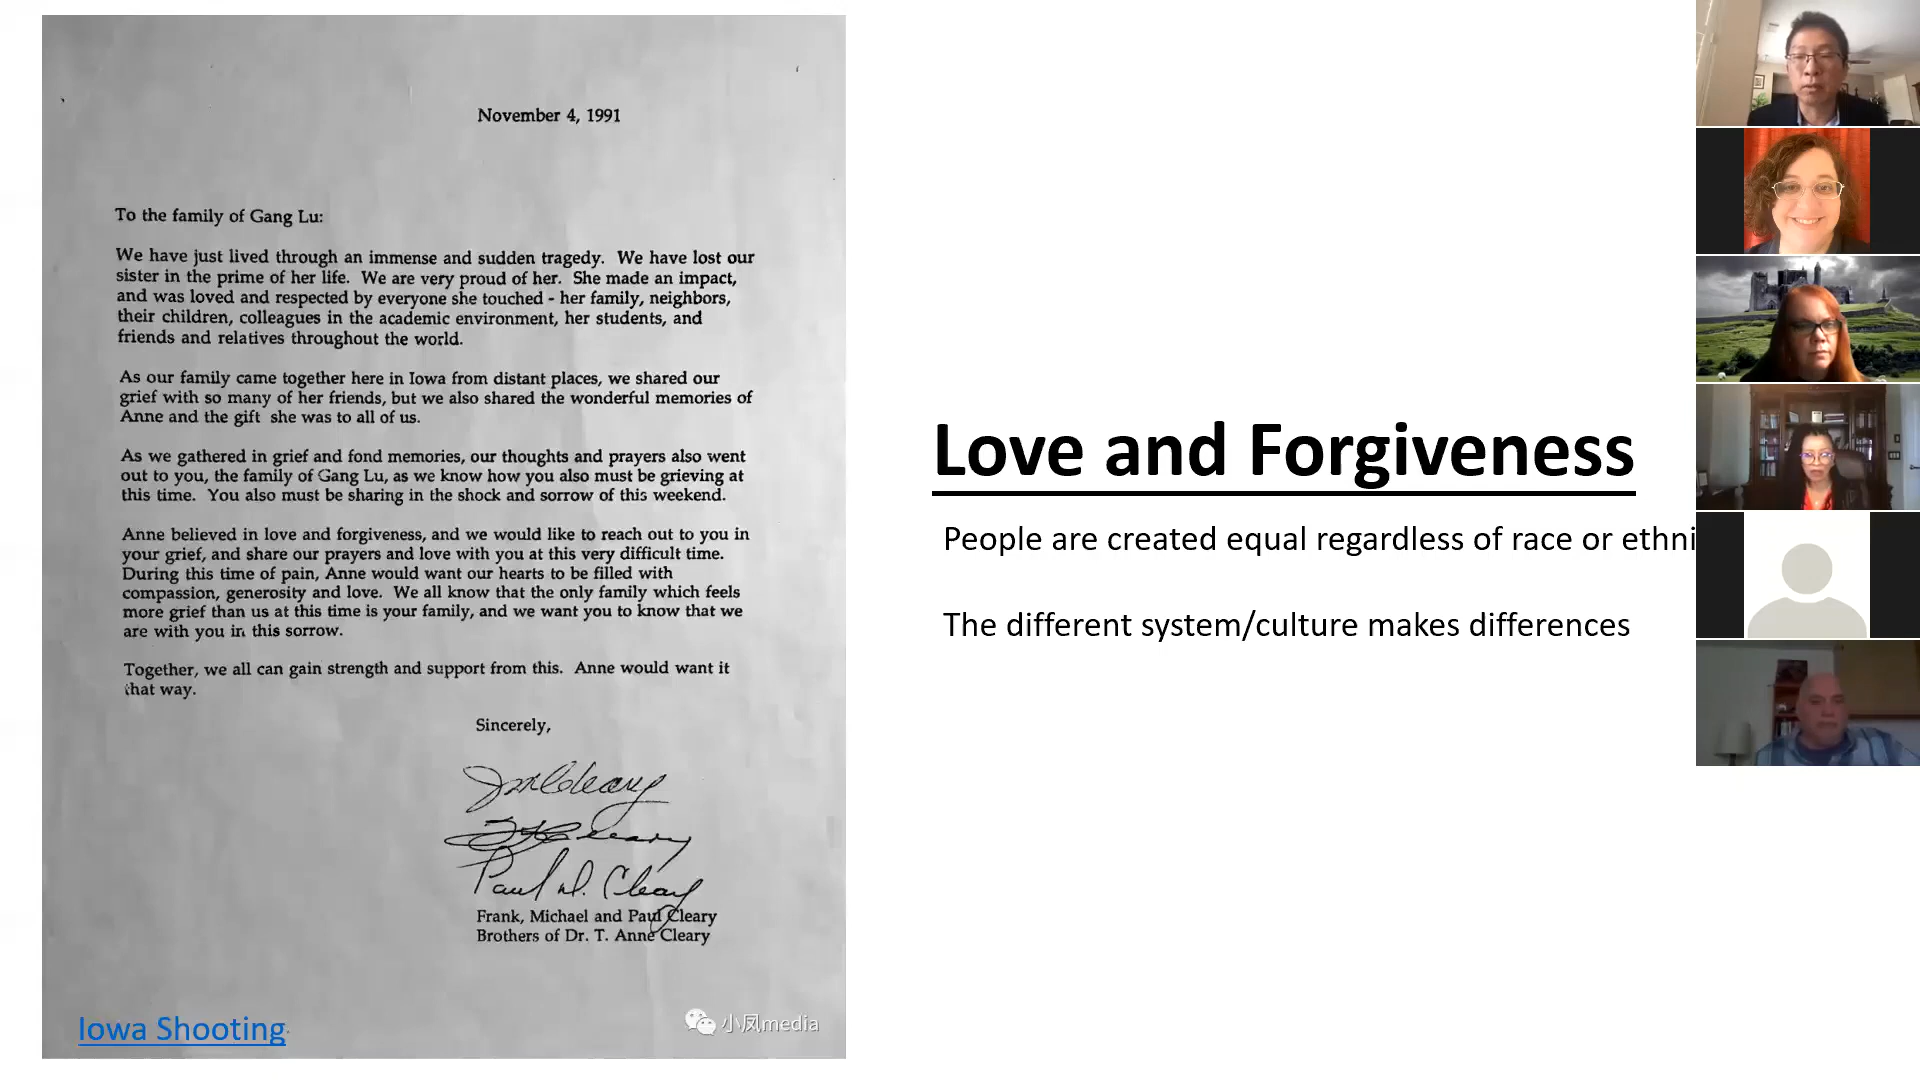 November 4, 1991
To the family of Gang Lu:
We have just lived through an immense and sudden tragedy. We have lost our
sister in the prime of her life. We are very proud of her. She made an impact,
and was loved and respected by everyone she touched - her family, neighbors,
their children, colleagues in the academic environment, her students, and
friends and relatives throughout the world.
As our family came together here in Iowa from distant places, we shared our
grief with so many of her friends, but we also shared the wonderful memories of
Anne and the gift she was to all of us.
As we gathered in grief and fond memories, our thoughts and prayers also went
out to you, the family of Gang Lu, as we know how you also must be grieving at
this time. You also must be sharing in the shock and sorrow of this weekend.
Anne believed in love and forgiveness, and we would like to reach out to you in
your grief, and share our prayers and love with you at this very difficult time.
During this time of pain, Anne would want our hearts to be filled with
compassion, generosity and love. We all know that the only family which feels
more grief than us at this time is your family, and we want you to know that we
are with you in this sorrow.
Together, we all can gain strength and support from this. Anne would want it
that way.
Sincerely,
Paul D. Cleary
Frank, Michael and Paul Cleary
Brothers of Dr. T. Anne Cleary
Iowa Shooting
小凤media
Love and Forgiveness
People are created equal regardless of race or ethni
The different system/culture makes differences